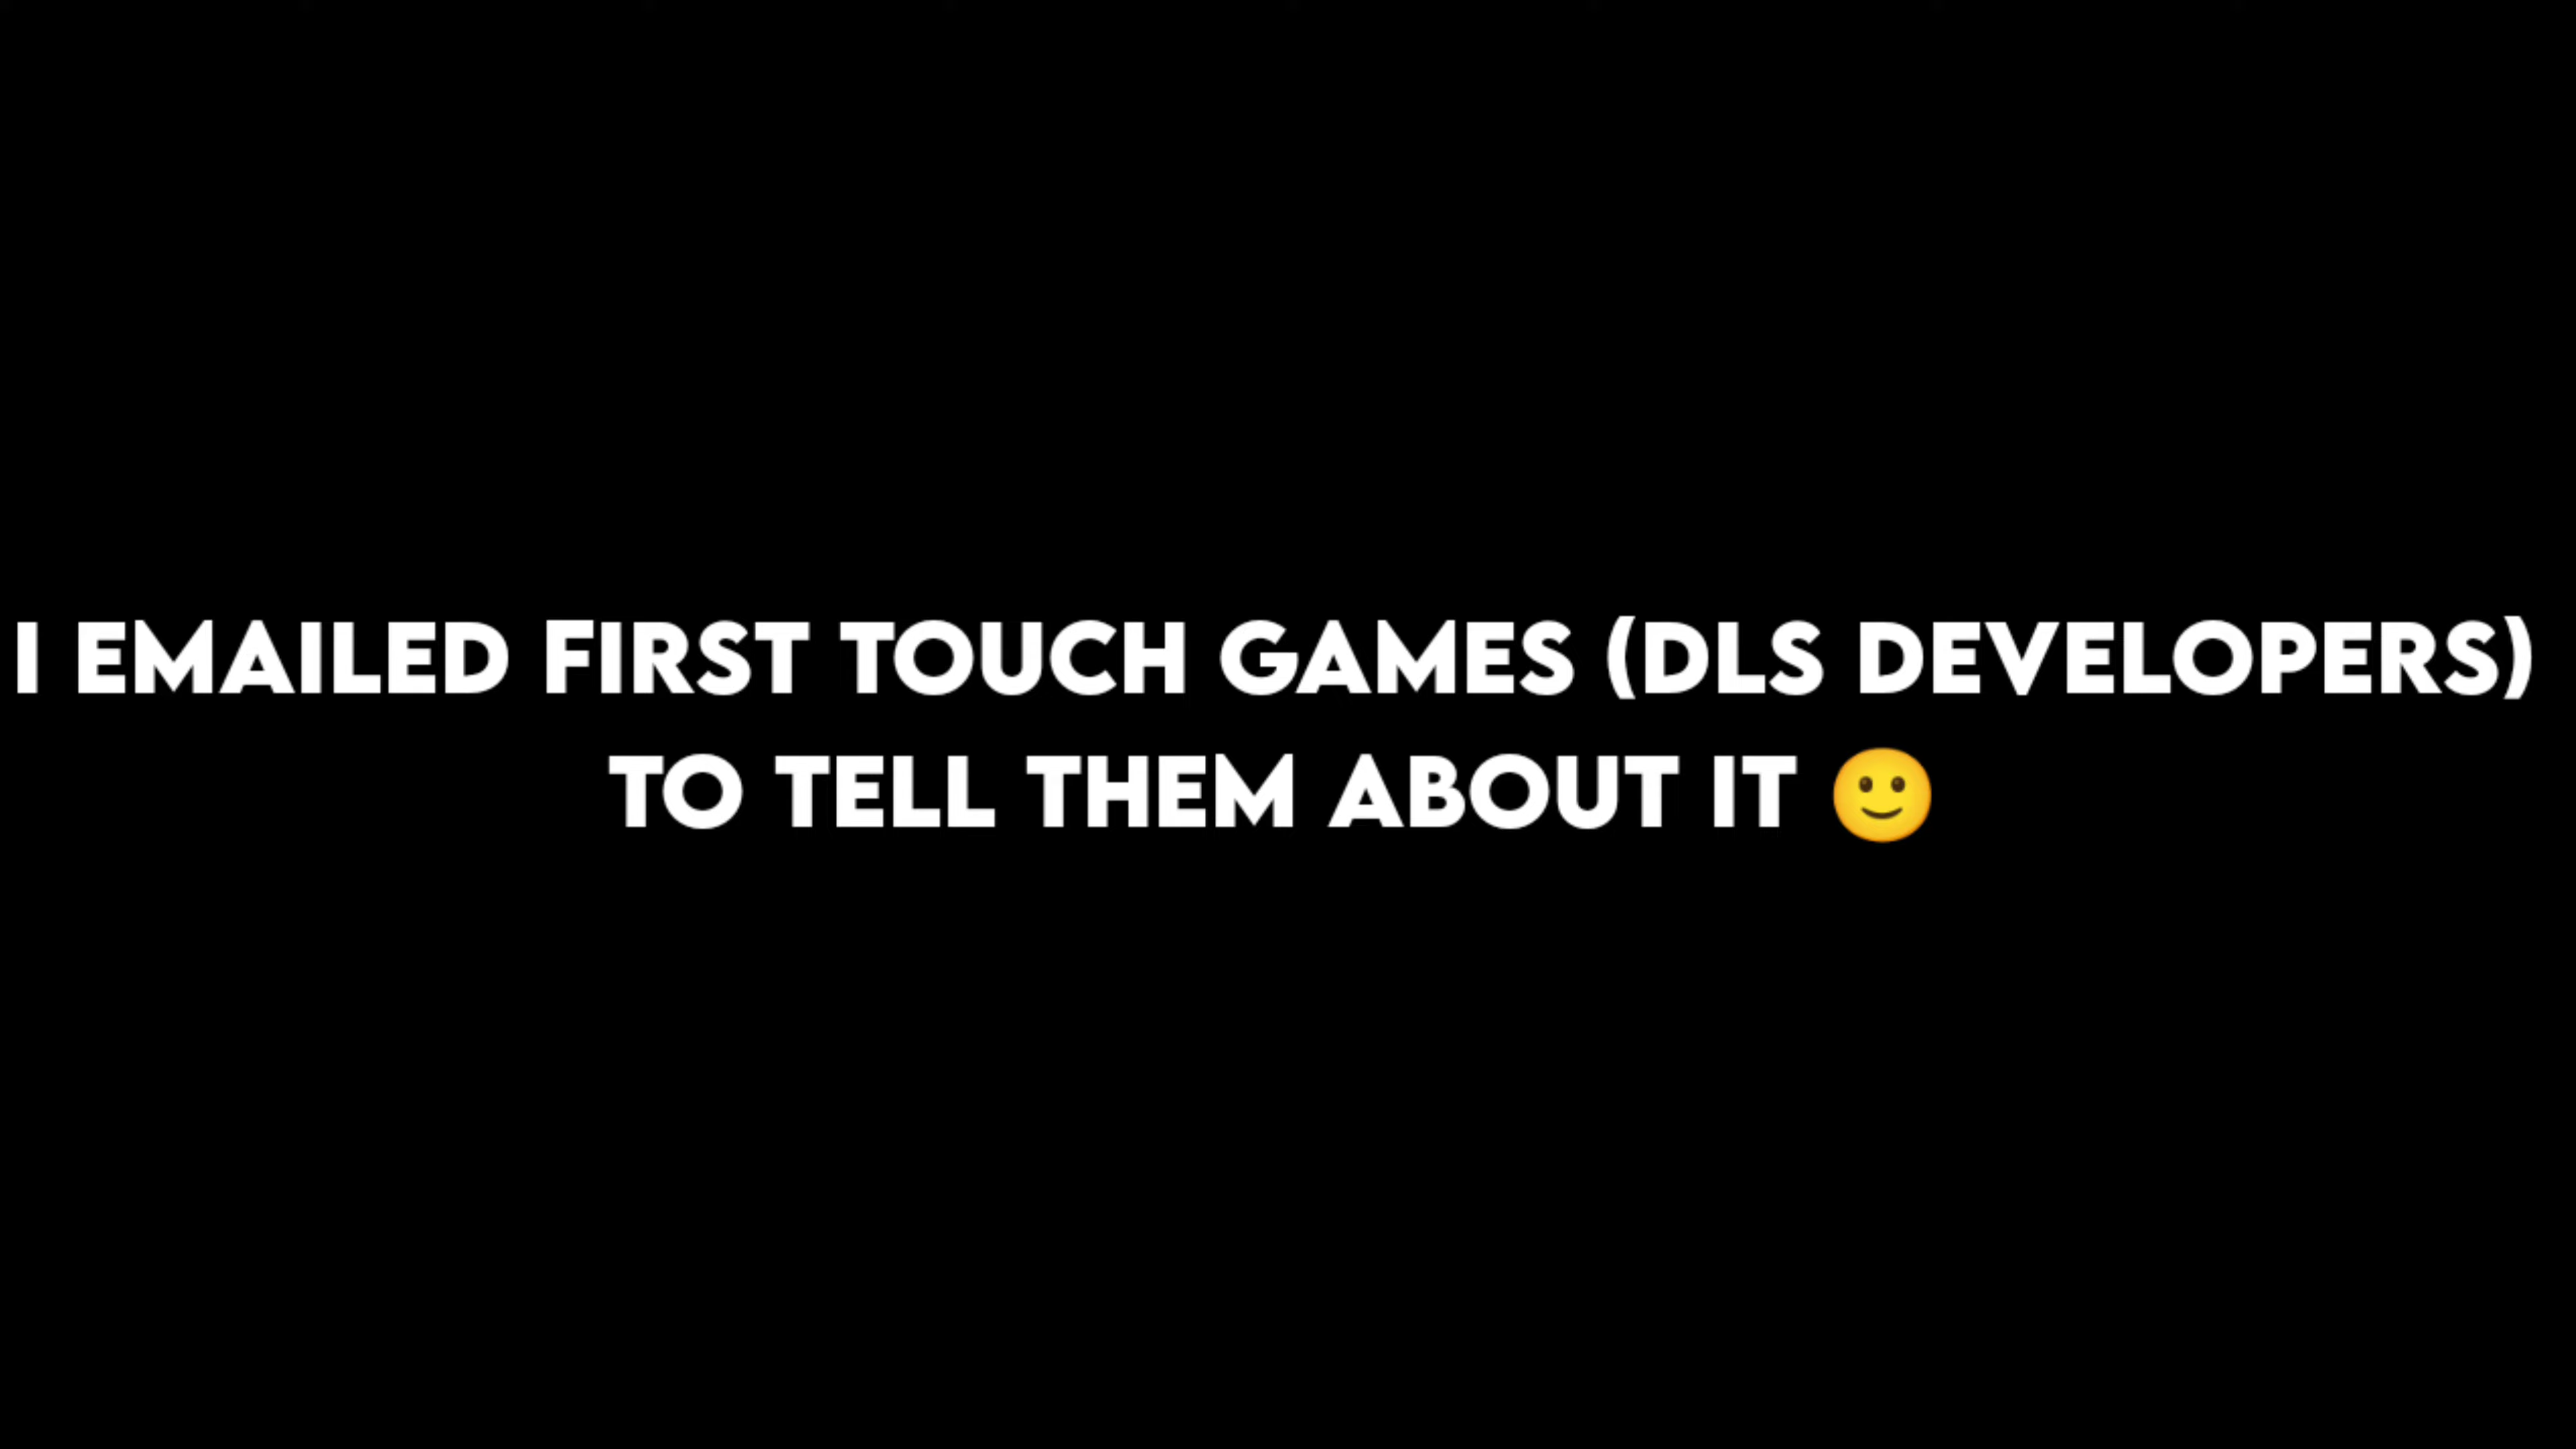 I EMAILED FIRST TOUCH GAMES (DLS DEVELOPERS)
TO TELL THEM ABOUT IT 🙂